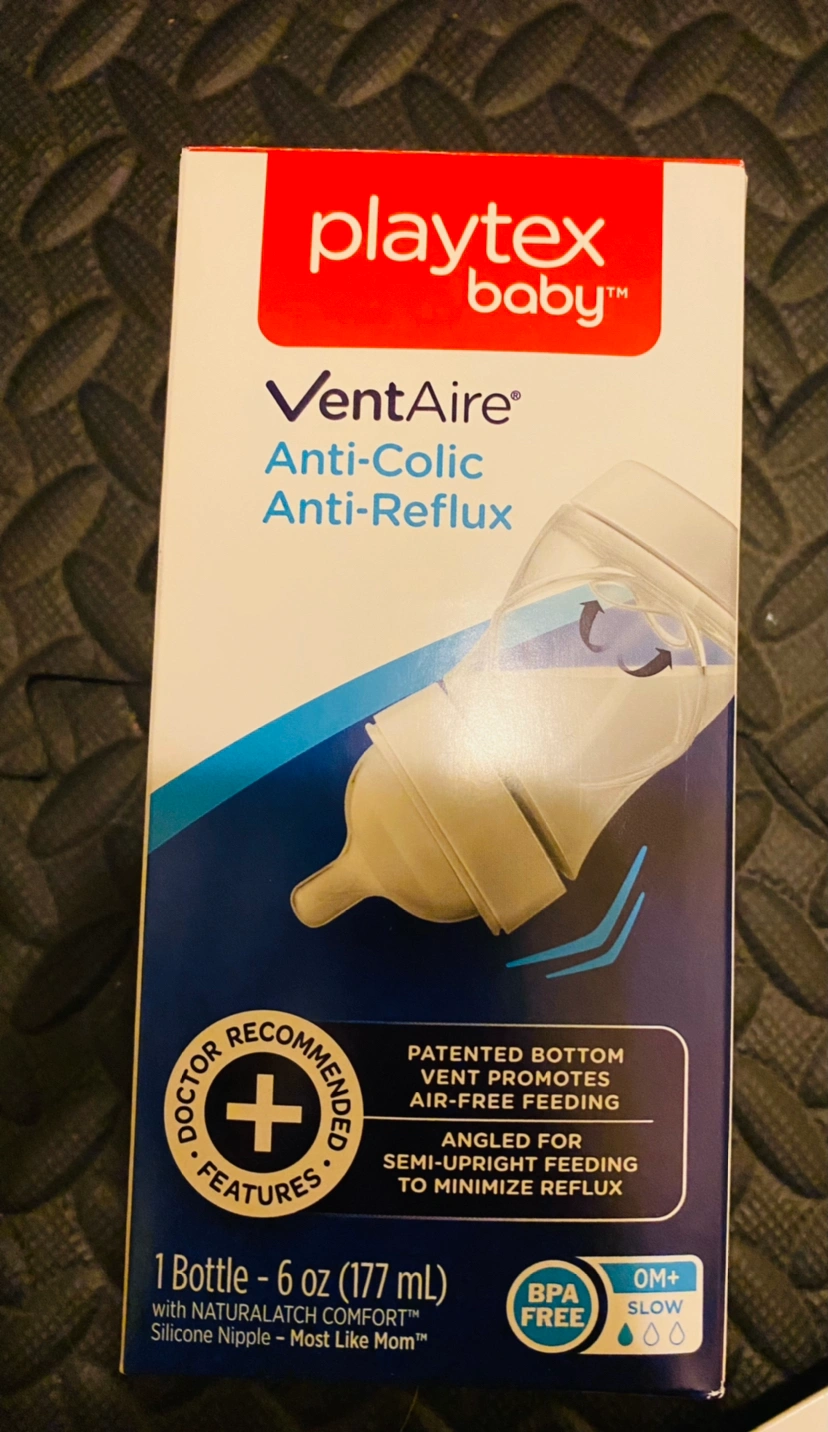 playtex
baby™
VentAire®
Anti-Colic
Anti-Reflux
DOCTOR RECOMMENDED
• FEATURES •
PATENTED BOTTOM
VENT PROMOTES
AIR-FREE FEEDING
ANGLED FOR
SEMI-UPRIGHT FEEDING
TO MINIMIZE REFLUX
1 Bottle - 6 oz (177 mL)
with NATURALATCH COMFORT™
Silicone Nipple – Most Like Mom™
BPA
FREE
0M+
SLOW